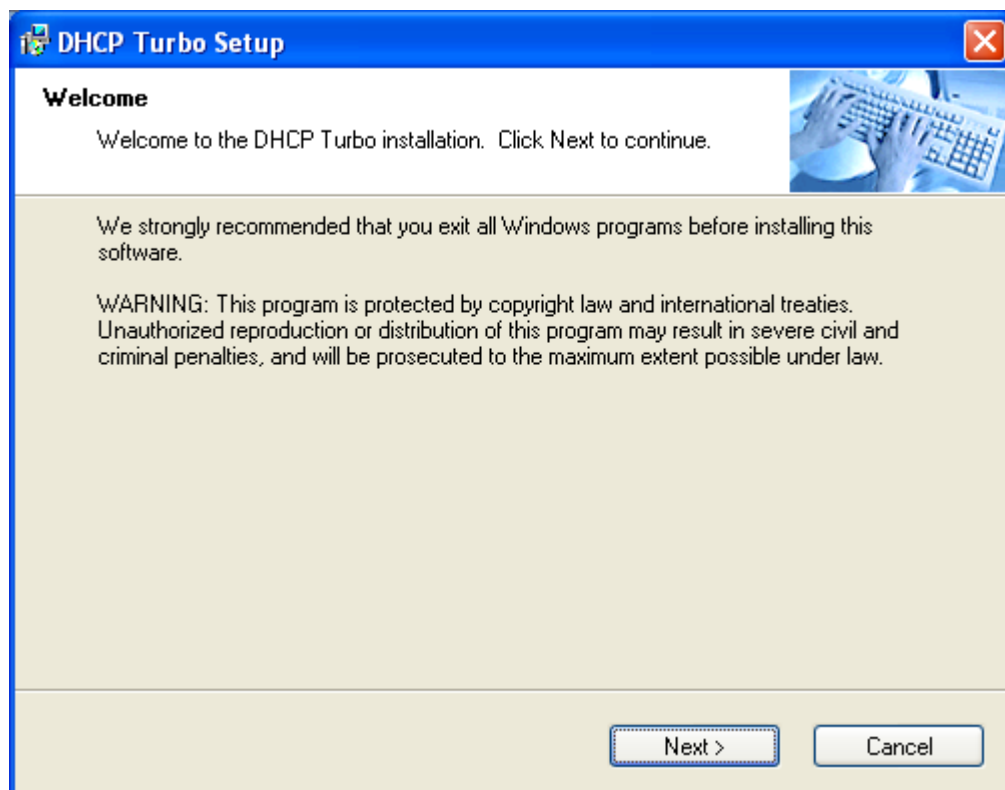 DHCP Turbo Setup
Welcome
Welcome to the DHCP Turbo installation.  Click Next to continue.
We strongly recommended that you exit all Windows programs before installing this
software.
WARNING: This program is protected by copyright law and international treaties.
Unauthorized reproduction or distribution of this program may result in severe civil and
criminal penalties, and will be prosecuted to the maximum extent possible under law.
Next >
Cancel